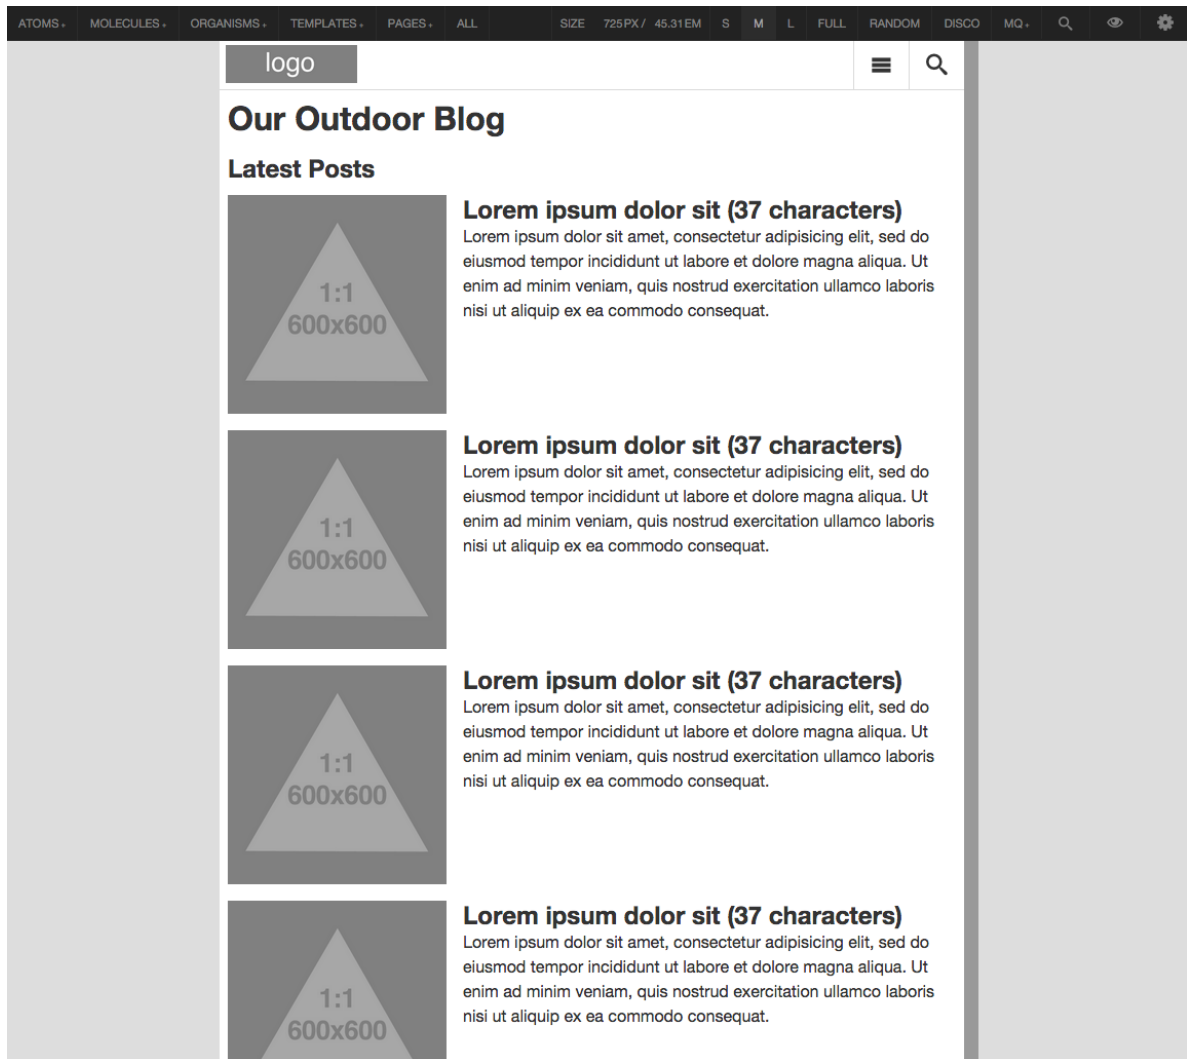 ATOMS MOLECULES ORGANISMS TEMPLATES PAGES ALL SIZE 725PX / 45.31EM S M L FULL RANDOM DISCO MQ
logo
Our Outdoor Blog
Latest Posts
1:1
600x600
Lorem ipsum dolor sit (37 characters)
Lorem ipsum dolor sit amet, consectetur adipisicing elit, sed do
eiusmod tempor incididunt ut labore et dolore magna aliqua. Ut
enim ad minim veniam, quis nostrud exercitation ullamco laboris
nisi ut aliquip ex ea commodo consequat.
1:1
600x600
Lorem ipsum dolor sit (37 characters)
Lorem ipsum dolor sit amet, consectetur adipisicing elit, sed do
eiusmod tempor incididunt ut labore et dolore magna aliqua. Ut
enim ad minim veniam, quis nostrud exercitation ullamco laboris
nisi ut aliquip ex ea commodo consequat.
1:1
600x600
Lorem ipsum dolor sit (37 characters)
Lorem ipsum dolor sit amet, consectetur adipisicing elit, sed do
eiusmod tempor incididunt ut labore et dolore magna aliqua. Ut
enim ad minim veniam, quis nostrud exercitation ullamco laboris
nisi ut aliquip ex ea commodo consequat.
1:1
600x600
Lorem ipsum dolor sit (37 characters)
Lorem ipsum dolor sit amet, consectetur adipisicing elit, sed do
eiusmod tempor incididunt ut labore et dolore magna aliqua. Ut
enim ad minim veniam, quis nostrud exercitation ullamco laboris
nisi ut aliquip ex ea commodo consequat.